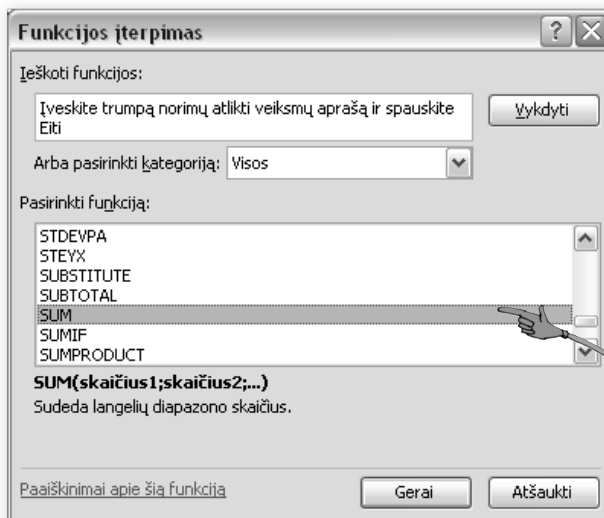 Funkcijos įterpimas
Ieškoti funkcijos:
Įveskite trumpą norimų atlikti veiksmų aprašą ir spauskite
Eiti
Vykdyti
Arba pasirinkti kategoriją: Visos
Pasirinkti funkciją:
STDEVPA
STEYX
SUBSTITUTE
SUBTOTAL
SUM
SUMIF
SUMPRODUCT
SUM(skaičius1;skaičius2;...)
Sudeda langelių diapazono skaičius.
Paaiškinimai apie šią funkciją
Gerai
Atšaukti